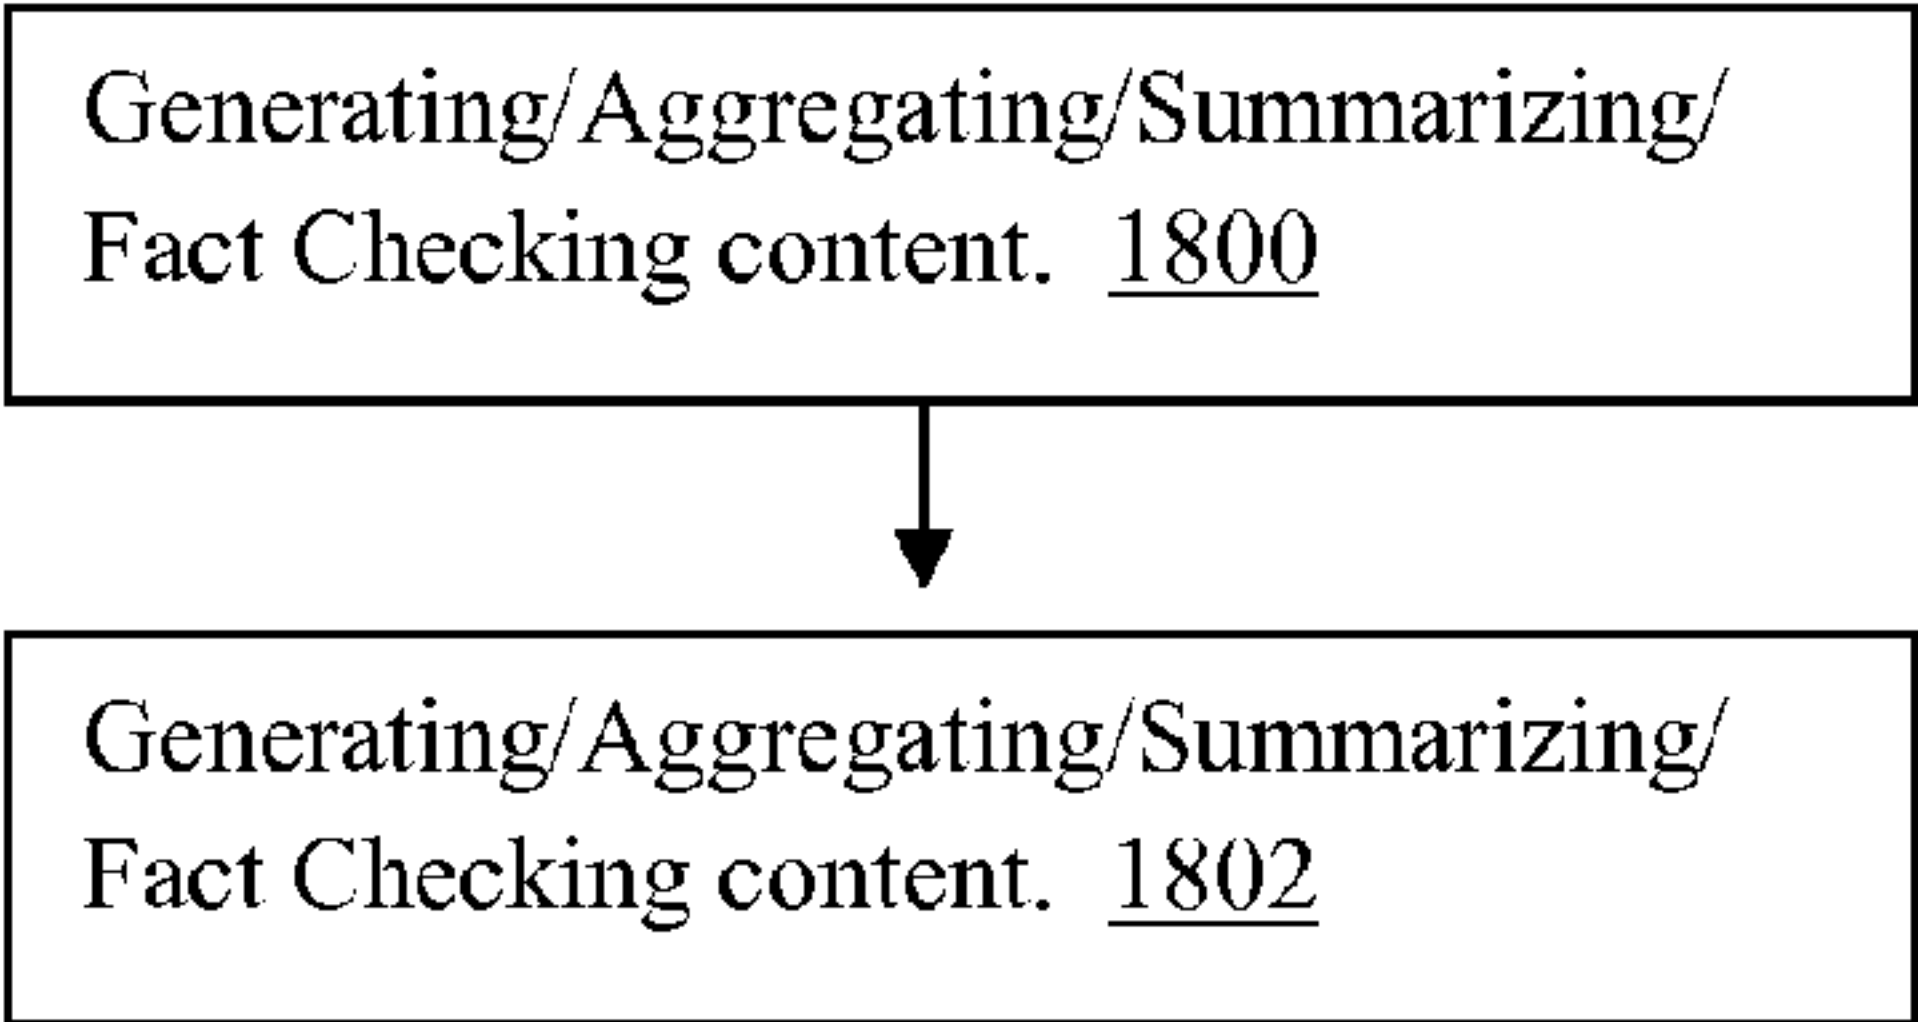 Generating/Aggregating/Summarizing/
Fact Checking content. 1800
Generating/Aggregating/Summarizing/
Fact Checking content. 1802